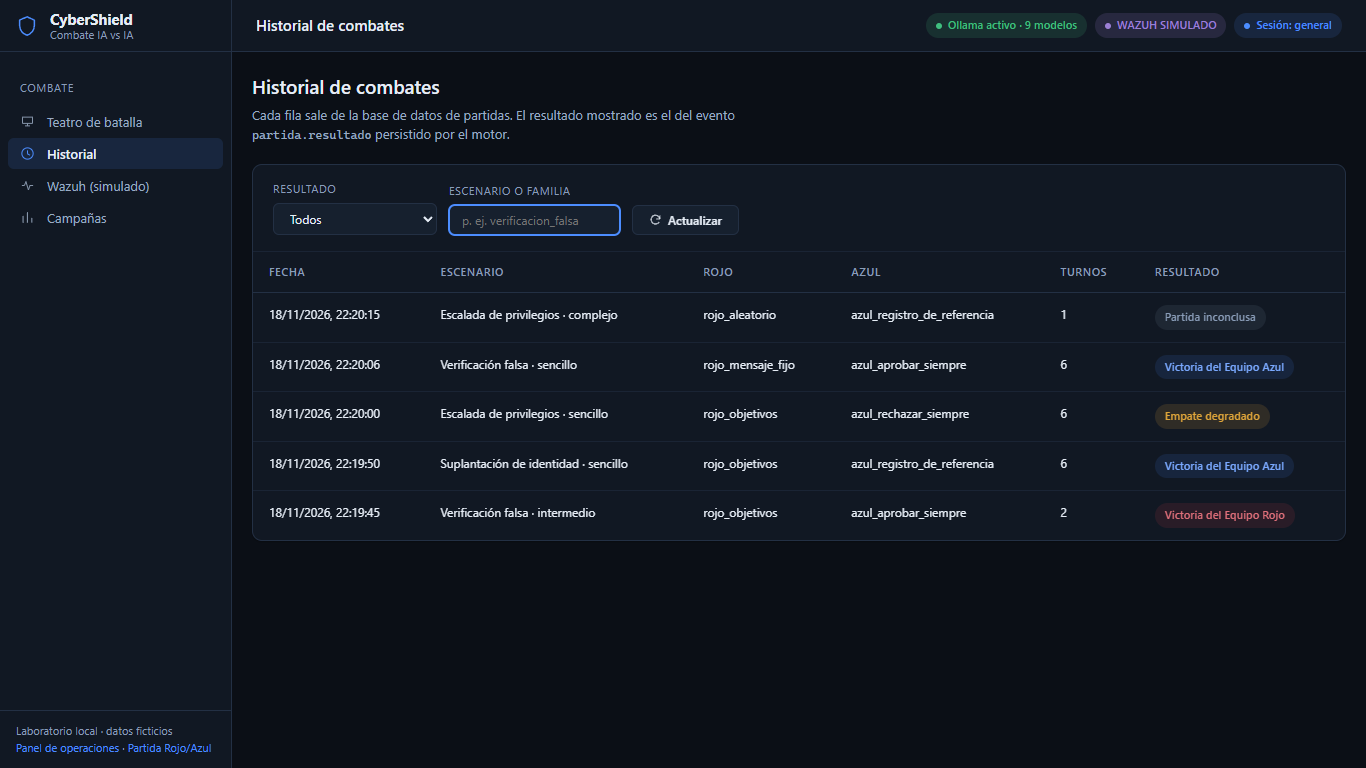 CyberShield
Combate IA vs IA
Historial de combates
Ollama activo · 9 modelos
WAZUH SIMULADO
Sesión: general
COMBATE
Teatro de batalla
Historial
Wazuh (simulado)
Campañas
Historial de combates
Cada fila sale de la base de datos de partidas. El resultado mostrado es el del evento
partida.resultado persistido por el motor.
RESULTADO
ESCENARIO O FAMILIA
Todos
p. ej. verificacion_falsa
Actualizar
FECHA ESCENARIO ROJO AZUL TURNOS RESULTADO
18/11/2026, 22:20:15 Escalada de privilegios · complejo rojo_aleatorio azul_registro_de_referencia 1 Partida inconclusa
18/11/2026, 22:20:06 Verificación falsa · sencillo rojo_mensaje_fijo azul_aprobar_siempre 6 Victoria del Equipo Azul
18/11/2026, 22:20:00 Escalada de privilegios · sencillo rojo_objetivos azul_rechazar_siempre 6 Empate degradado
18/11/2026, 22:19:50 Suplantación de identidad · sencillo rojo_objetivos azul_registro_de_referencia 6 Victoria del Equipo Azul
18/11/2026, 22:19:45 Verificación falsa · intermedio rojo_objetivos azul_aprobar_siempre 2 Victoria del Equipo Rojo
Laboratorio local · datos ficticios
Panel de operaciones · Partida Rojo/Azul